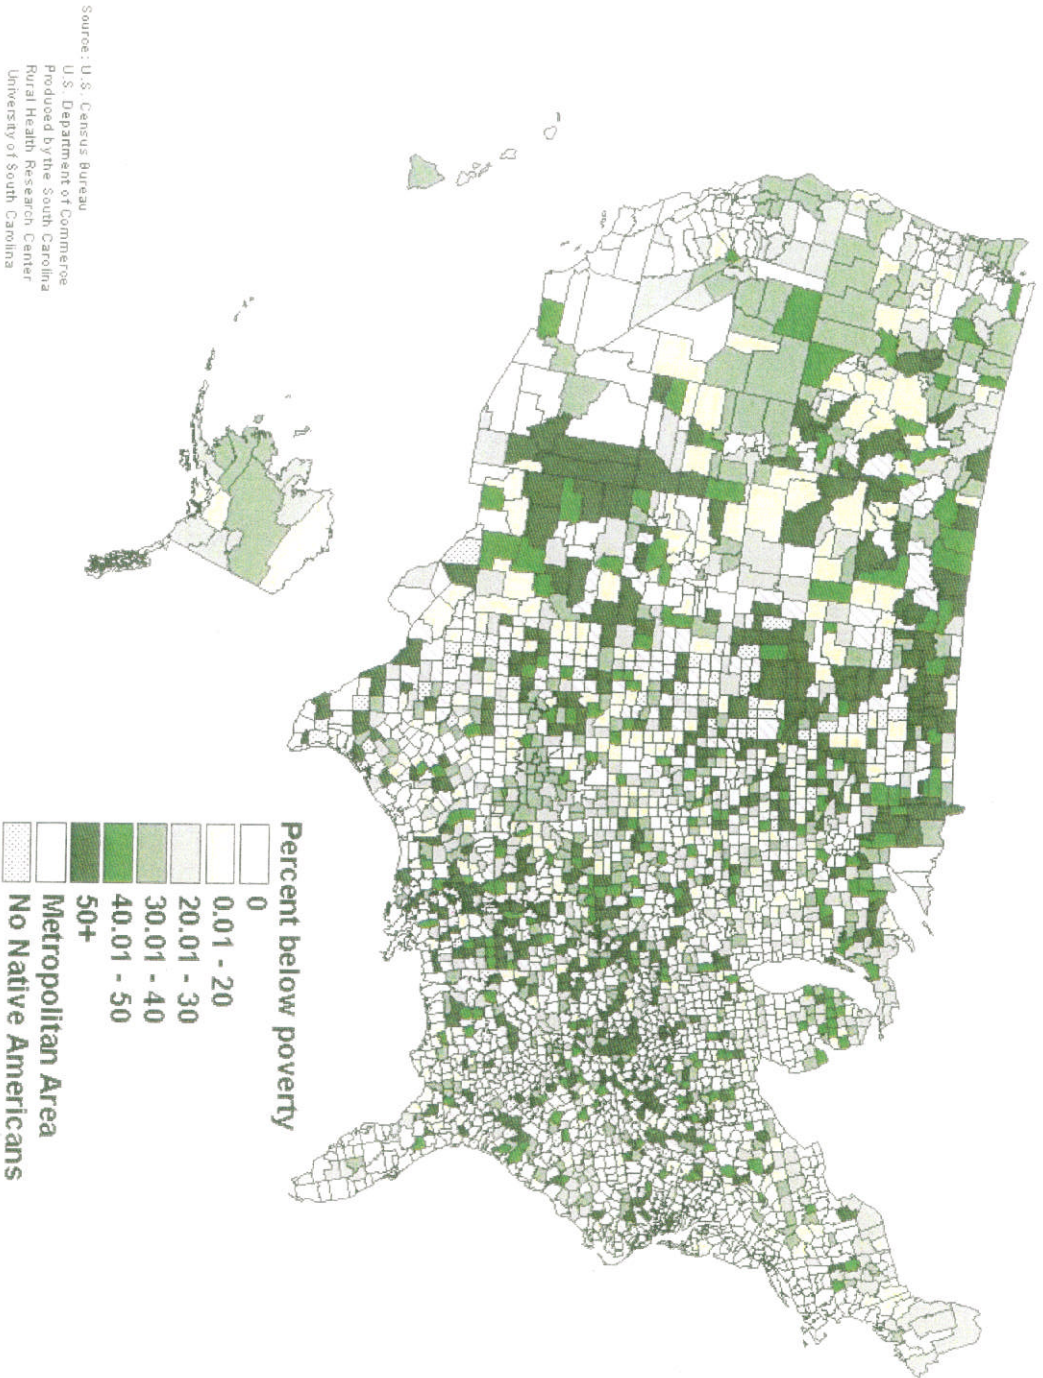 Source: U.S. Census Bureau
U.S. Department of Commerce
Produced by the South Carolina
Rural Health Research Center
University of South Carolina
Percent below poverty
0
0.01 - 20
20.01 - 30
30.01 - 40
40.01 - 50
50+
Metropolitan Area
No Native Americans